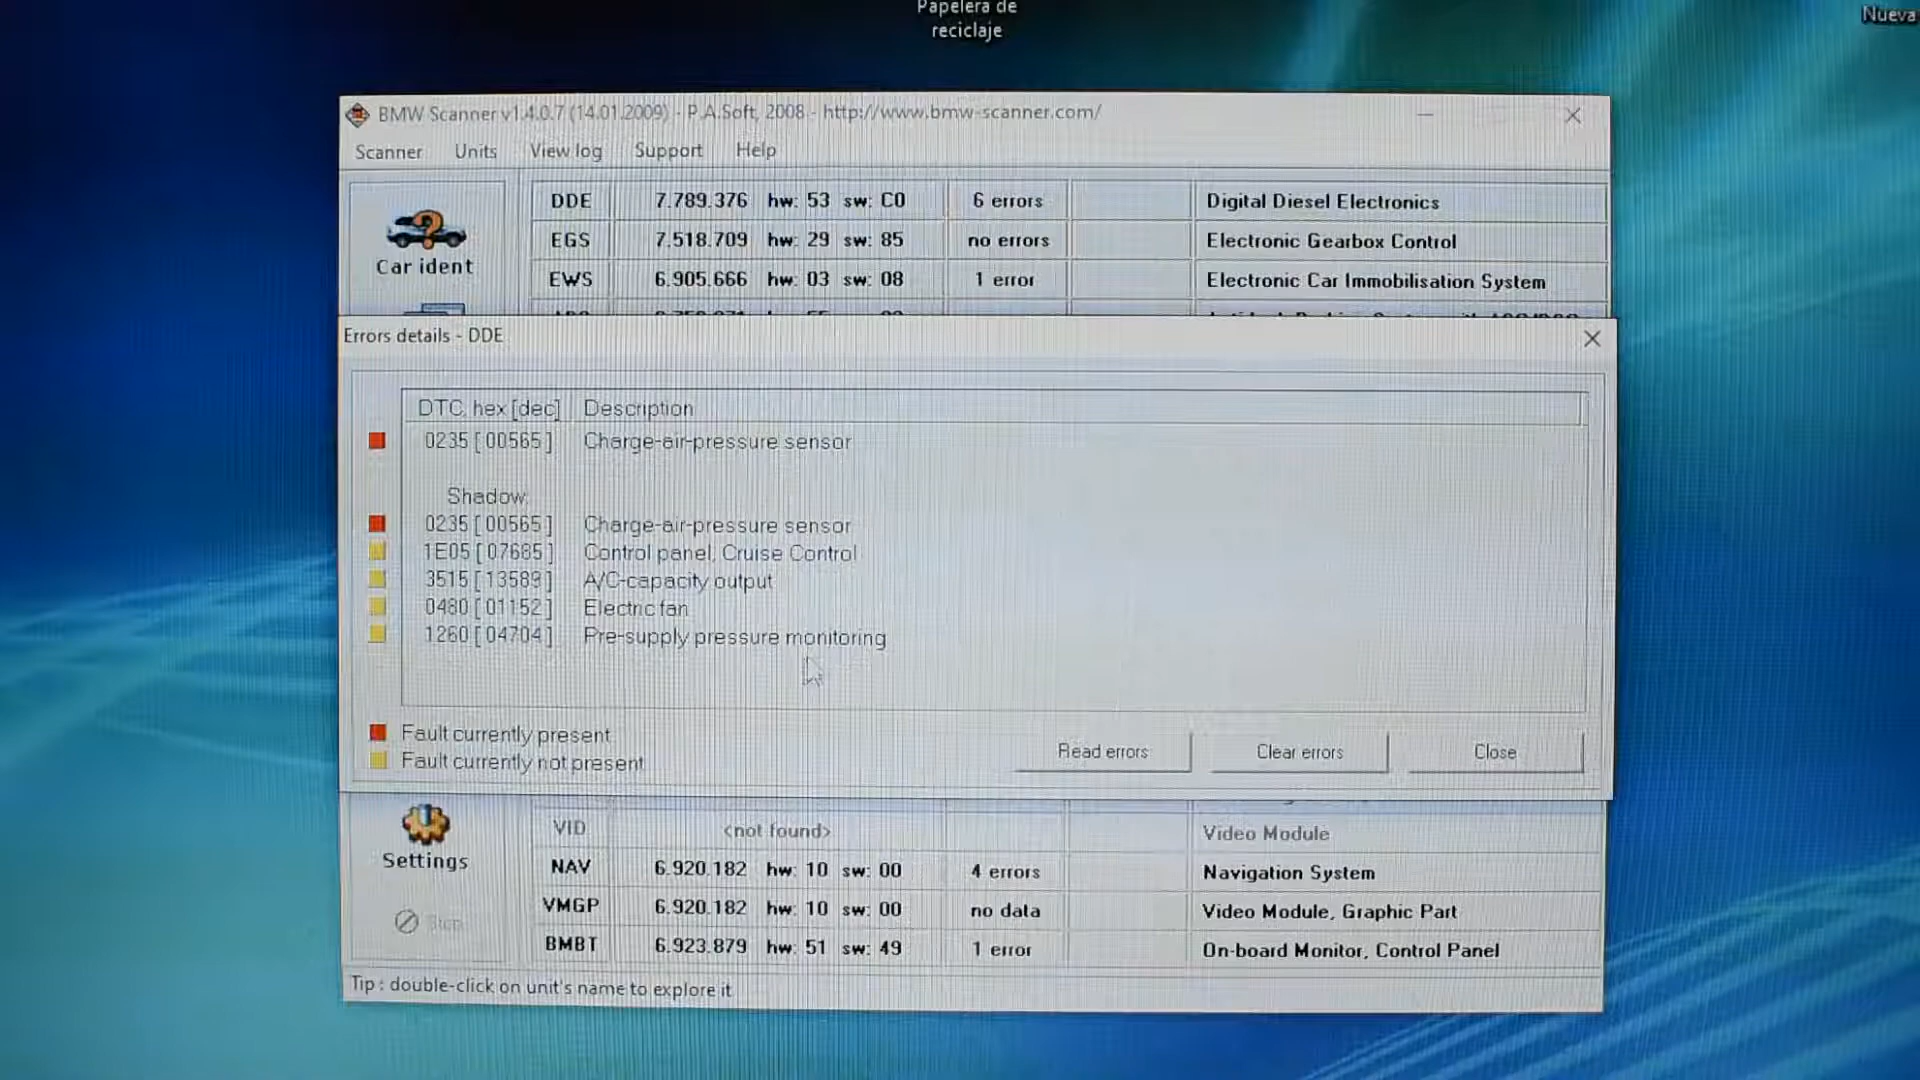 Papelera de
reciclaje
Nueva
BMW Scanner v1.4.0.7 (14.01.2009) - P.A.Soft, 2008 - http://www.bmw-scanner.com/
Scanner Units View log Support Help
Car ident
DDE 7.789.376 hw: 53 sw: C0 6 errors Digital Diesel Electronics
EGS 7.518.709 hw: 29 sw: 85 no errors Electronic Gearbox Control
EWS 6.905.666 hw: 03 sw: 08 1 error Electronic Car Immobilisation System
Errors details - DDE
DTC, hex [dec] Description
0235 [ 00565 ] Charge-air-pressure sensor
Shadow:
0235 [ 00565 ] Charge-air-pressure sensor
1E05 [ 07685 ] Control panel, Cruise Control
3515 [ 13589 ] A/C-capacity output
0480 [ 01152 ] Electric fan
1260 [ 04704 ] Pre-supply pressure monitoring
Fault currently present
Fault currently not present
Read errors Clear errors Close
Settings
Stop
VID <not found> Video Module
NAV 6.920.182 hw: 10 sw: 00 4 errors Navigation System
VMGP 6.920.182 hw: 10 sw: 00 no data Video Module, Graphic Part
BMBT 6.923.879 hw: 51 sw: 49 1 error On-board Monitor, Control Panel
Tip : double-click on unit's name to explore it